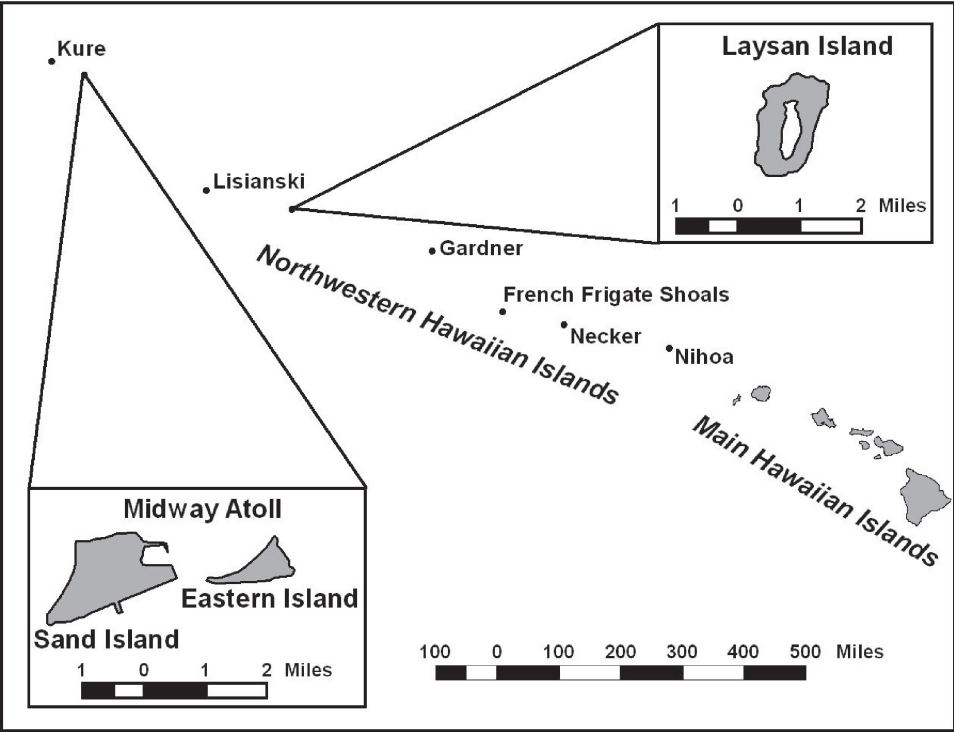 Kure
Laysan Island
1 0 1 2 Miles
Lisianski
Gardner
Northwestern Hawaiian Islands
French Frigate Shoals
Necker
Nihoa
Main Hawaiian Islands
Midway Atoll
Eastern Island
Sand Island
1 0 1 2 Miles
100 0 100 200 300 400 500 Miles